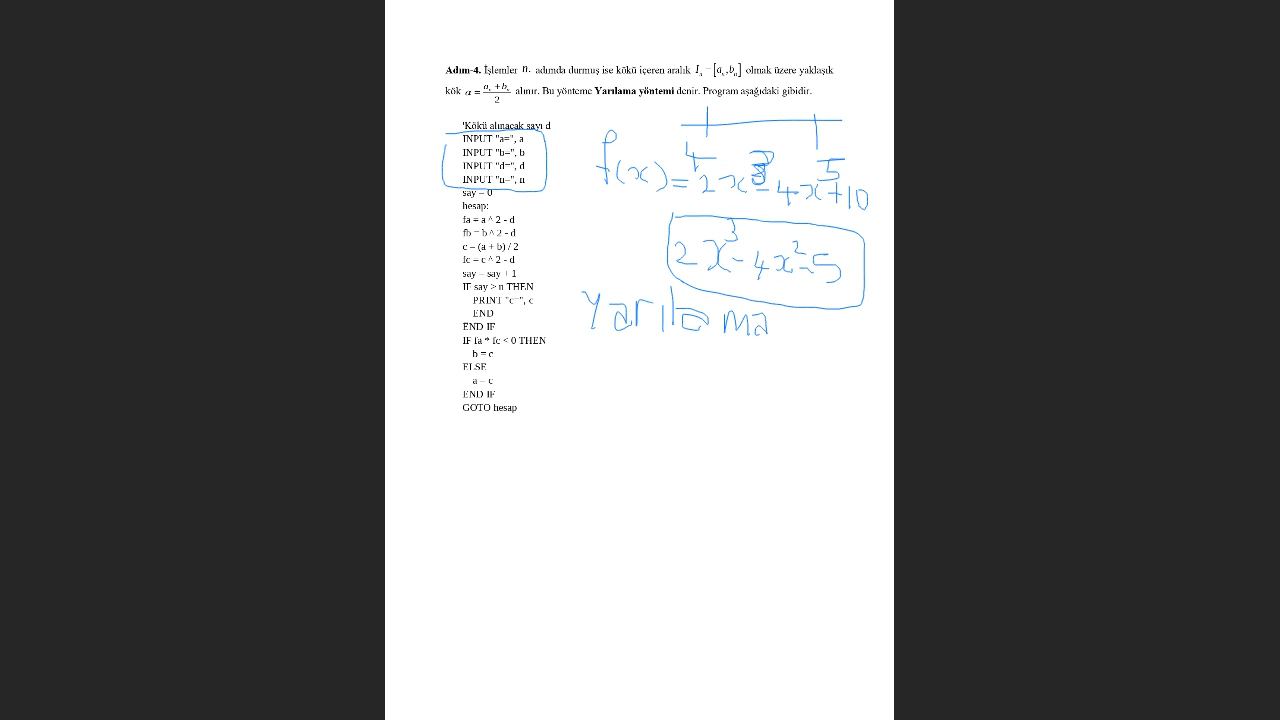 Adım-4. İşlemler n. adımda durmuş ise kökü içeren aralık Iₙ = [aₙ, bₙ] olmak üzere yaklaşık
kök α = (aₙ + bₙ)/2 alınır. Bu yönteme Yarılama yöntemi denir. Program aşağıdaki gibidir.
'Kökü alınacak sayı d
INPUT "a=", a
INPUT "b=", b
INPUT "d=", d
INPUT "n=", n
say = 0
hesap:
fa = a ^ 2 - d
fb = b ^ 2 - d
c = (a + b) / 2
fc = c ^ 2 - d
say = say + 1
IF say > n THEN
PRINT "c=", c
END
END IF
IF fa * fc < 0 THEN
b = c
ELSE
a = c
END IF
GOTO hesap
4 5
f(x) = 2x³ - 4x + 10
2x³ - 4x² - 5
Yarılama